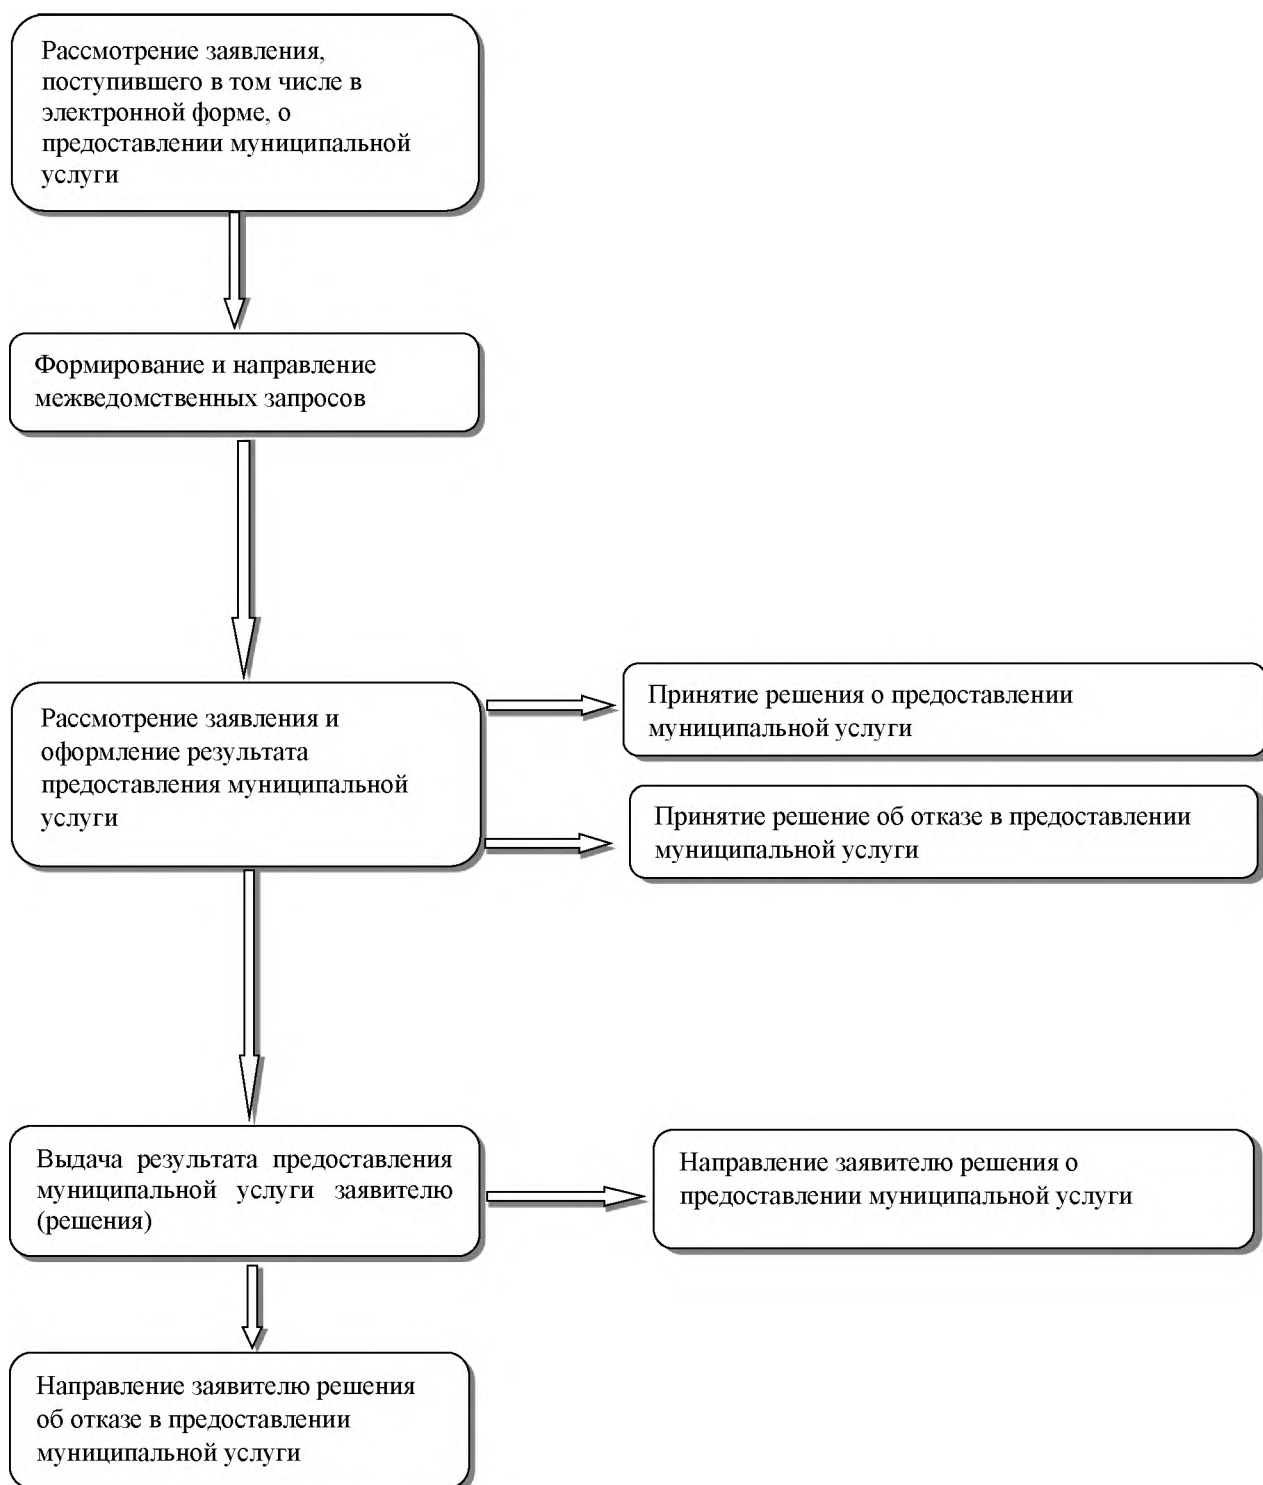 Рассмотрение заявления,
поступившего в том числе в
электронной форме, о
предоставлении муниципальной
услуги
Формирование и направление
межведомственных запросов
Рассмотрение заявления и
оформление результата
предоставления муниципальной
услуги
Принятие решения о предоставлении
муниципальной услуги
Принятие решение об отказе в предоставлении
муниципальной услуги
Выдача результата предоставления
муниципальной услуги заявителю
(решения)
Направление заявителю решения о
предоставлении муниципальной услуги
Направление заявителю решения
об отказе в предоставлении
муниципальной услуги